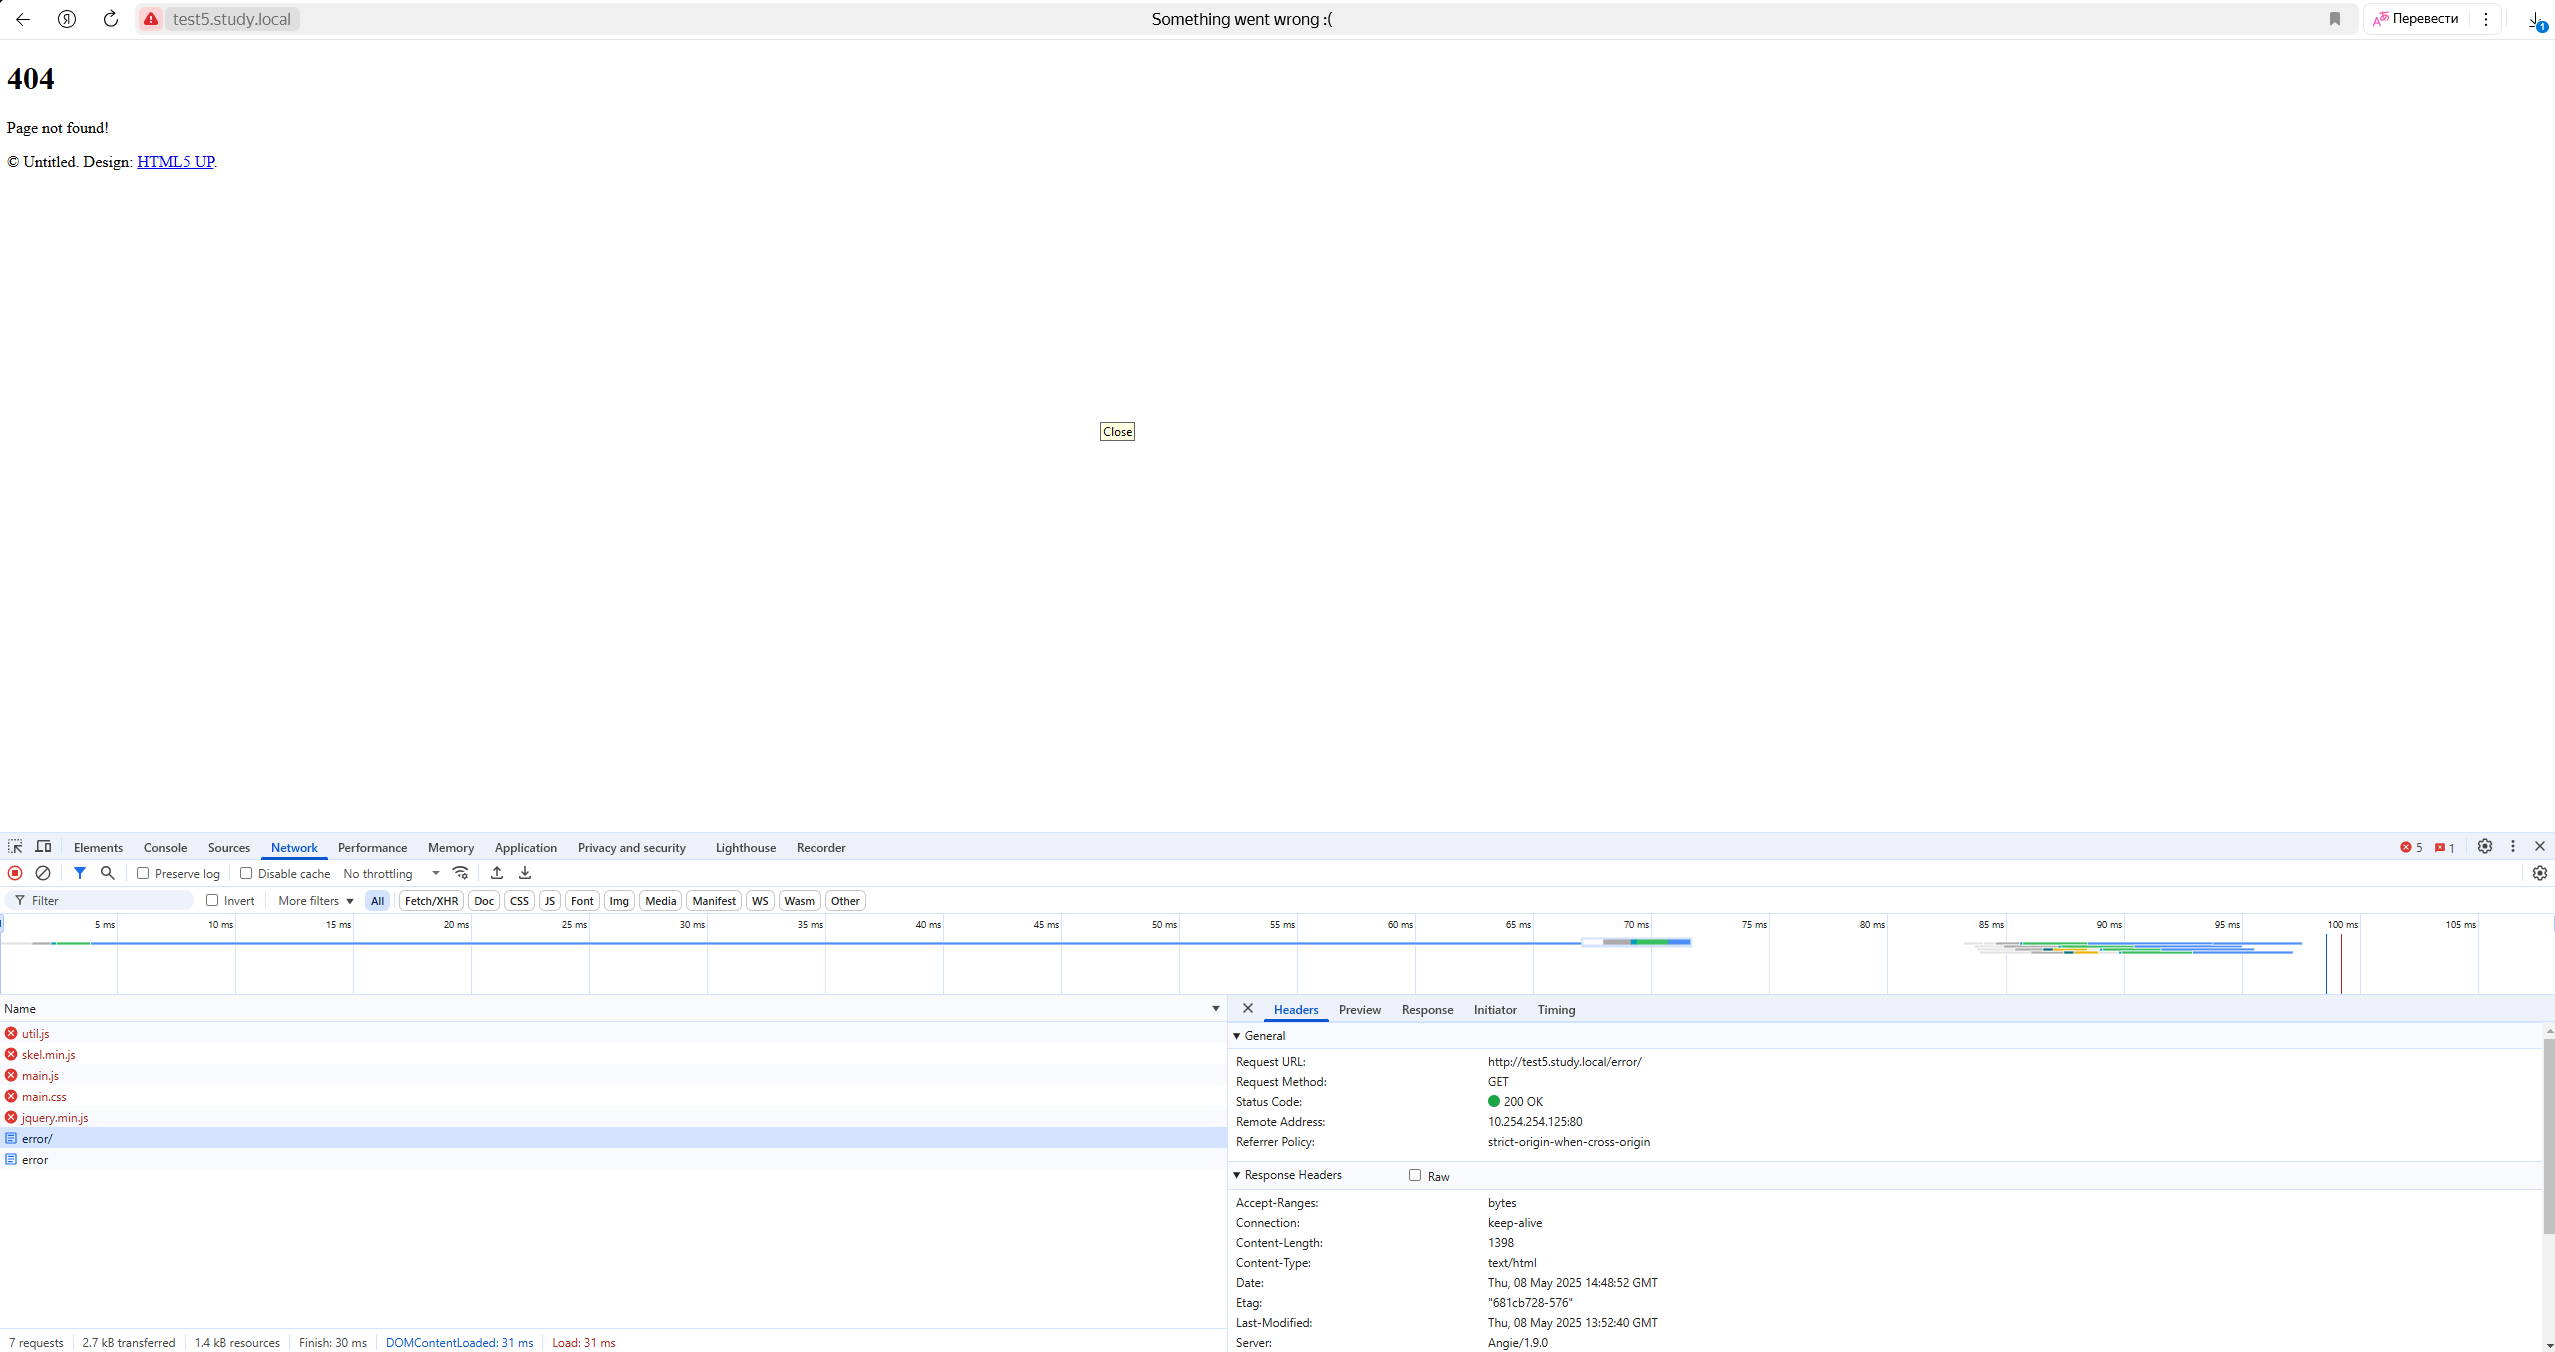 test5.study.local
Something went wrong :(
Перевести
1
404
Page not found!
© Untitled. Design: HTML5 UP.
Close
Elements Console Sources Network Performance Memory Application Privacy and security Lighthouse Recorder
5 1
Preserve log Disable cache No throttling
Filter Invert More filters All Fetch/XHR Doc CSS JS Font Img Media Manifest WS Wasm Other
5 ms 10 ms 15 ms 20 ms 25 ms 30 ms 35 ms 40 ms 45 ms 50 ms 55 ms 60 ms 65 ms 70 ms 75 ms 80 ms 85 ms 90 ms 95 ms 100 ms 105 ms
Name
util.js
skel.min.js
main.js
main.css
jquery.min.js
error/
error
7 requests 2.7 kB transferred 1.4 kB resources Finish: 30 ms DOMContentLoaded: 31 ms Load: 31 ms
Headers Preview Response Initiator Timing
General
Request URL: http://test5.study.local/error/
Request Method: GET
Status Code: 200 OK
Remote Address: 10.254.254.125:80
Referrer Policy: strict-origin-when-cross-origin
Response Headers Raw
Accept-Ranges: bytes
Connection: keep-alive
Content-Length: 1398
Content-Type: text/html
Date: Thu, 08 May 2025 14:48:52 GMT
Etag: "681cb728-576"
Last-Modified: Thu, 08 May 2025 13:52:40 GMT
Server: Angie/1.9.0